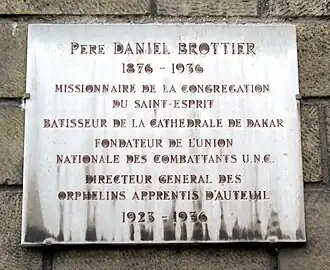 PERE DANIEL BROTTIER
1876 - 1936
MISSIONNAIRE DE LA CONGREGATION
DU SAINT-ESPRIT
BATISSEUR DE LA CATHEDRALE DE DAKAR
FONDATEUR DE L'UNION
NATIONALE DES COMBATTANTS U.N.C.
DIRECTEUR GENERAL DES
ORPHELINS APPRENTIS D'AUTEUIL
1923 - 1936